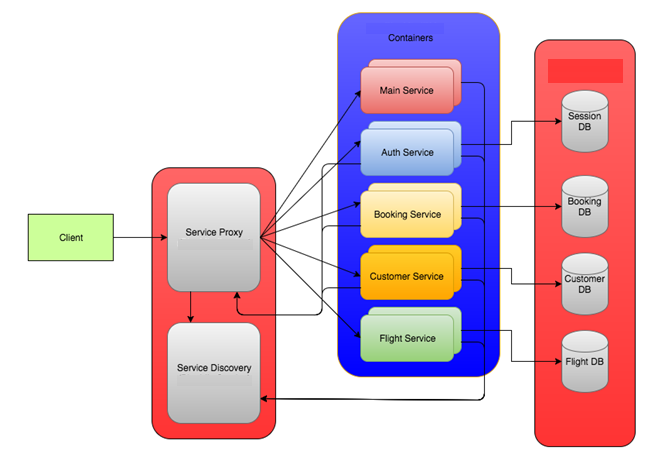 Containers
Main Service
Auth Service
Booking Service
Customer Service
Flight Service
Client
Service Proxy
Service Discovery
Session
DB
Booking
DB
Customer
DB
Flight DB